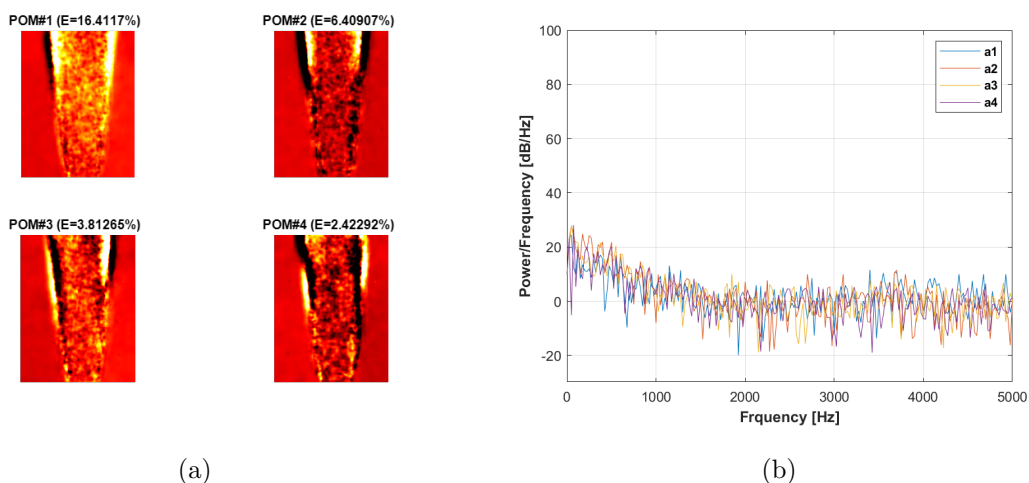 POM#1 (E=16.4117%)
POM#2 (E=6.40907%)
POM#3 (E=3.81265%)
POM#4 (E=2.42292%)
(a)
100
80
60
40
20
0
-20
Power/Frequency [dB/Hz]
a1
a2
a3
a4
0 1000 2000 3000 4000 5000
Frquency [Hz]
(b)